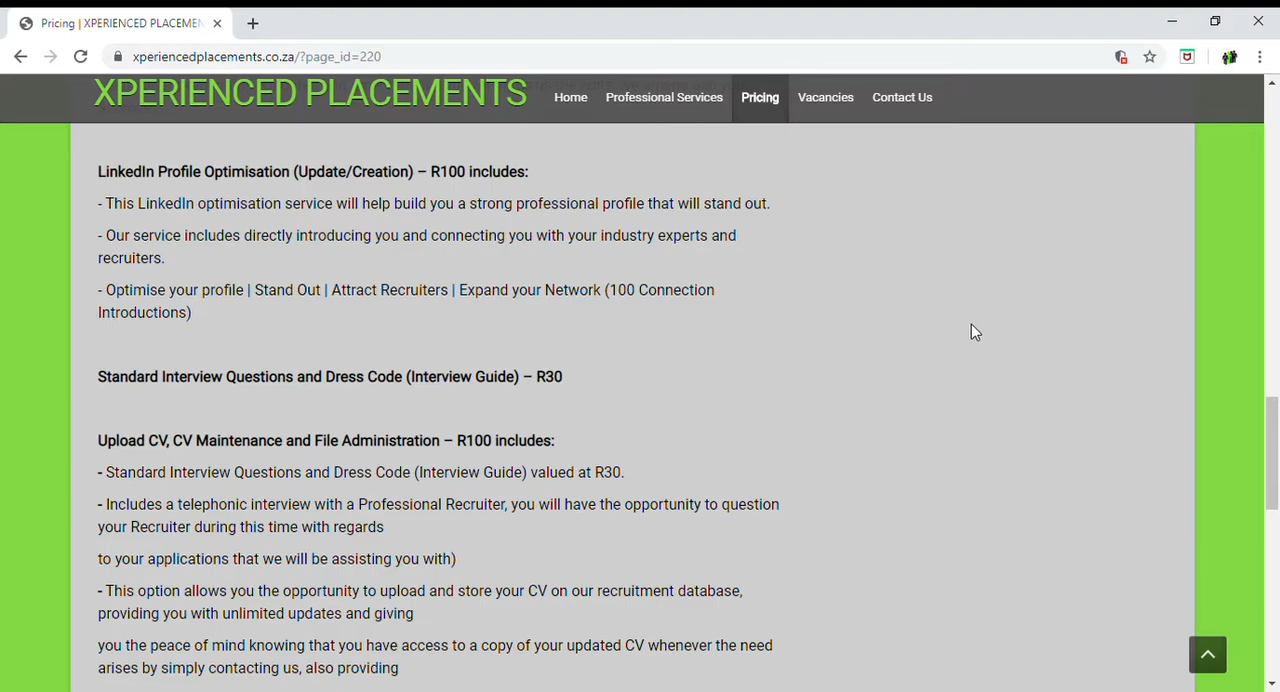 Pricing | XPERIENCED PLACEMEN
xperiencedplacements.co.za/?page_id=220
XPERIENCED PLACEMENTS
Home Professional Services Pricing Vacancies Contact Us
LinkedIn Profile Optimisation (Update/Creation) – R100 includes:
- This LinkedIn optimisation service will help build you a strong professional profile that will stand out.
- Our service includes directly introducing you and connecting you with your industry experts and
recruiters.
- Optimise your profile | Stand Out | Attract Recruiters | Expand your Network (100 Connection
Introductions)
Standard Interview Questions and Dress Code (Interview Guide) – R30
Upload CV, CV Maintenance and File Administration – R100 includes:
- Standard Interview Questions and Dress Code (Interview Guide) valued at R30.
- Includes a telephonic interview with a Professional Recruiter, you will have the opportunity to question
your Recruiter during this time with regards
to your applications that we will be assisting you with)
- This option allows you the opportunity to upload and store your CV on our recruitment database,
providing you with unlimited updates and giving
you the peace of mind knowing that you have access to a copy of your updated CV whenever the need
arises by simply contacting us, also providing